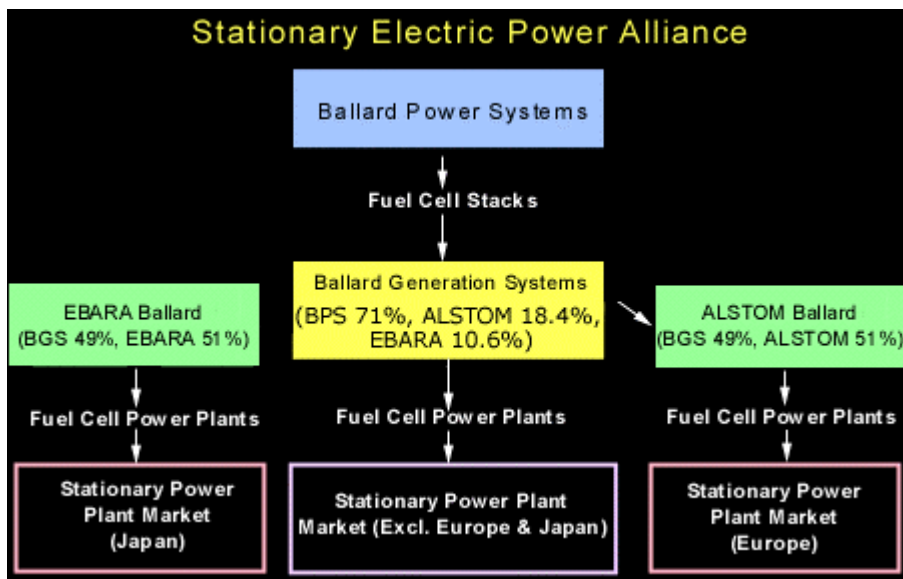 Stationary Electric Power Alliance
Ballard Power Systems
Fuel Cell Stacks
Ballard Generation Systems
(BPS 71%, ALSTOM 18.4%,
EBARA 10.6%)
EBARA Ballard
(BGS 49%, EBARA 51%)
ALSTOM Ballard
(BGS 49%, ALSTOM 51%)
Fuel Cell Power Plants
Fuel Cell Power Plants
Fuel Cell Power Plants
Stationary Power
Plant Market
(Japan)
Stationary Power Plant
Market (Excl. Europe & Japan)
Stationary Power
Plant Market
(Europe)